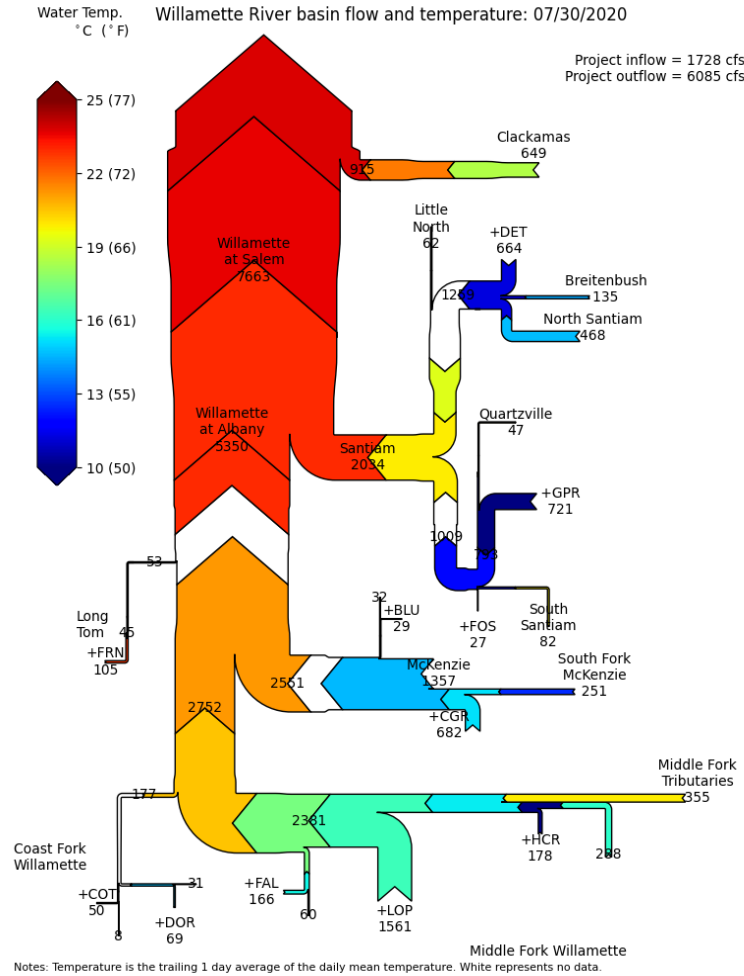 Willamette River basin flow and temperature: 07/30/2020
Water Temp.
°C (°F)
Project inflow = 1728 cfs
Project outflow = 6085 cfs
25 (77)
22 (72)
19 (66)
16 (61)
13 (55)
10 (50)
Clackamas
649
915
Little
North
62
+DET
664
Willamette
at Salem
7663
1259
Breitenbush
135
North Santiam
468
Willamette
at Albany
5350
Quartzville
47
Santiam
2034
+GPR
721
1009
793
53
Long
Tom
45
+FRN
105
32
+BLU
29
+FOS
27
South
Santiam
82
McKenzie
1357
South Fork
McKenzie
251
2551
2752
+CGR
682
Middle Fork
Tributaries
355
177
2381
+HCR
178
288
Coast Fork
Willamette
+COT
50
31
+DOR
69
8
+FAL
166
60
+LOP
1561
Middle Fork Willamette
Notes: Temperature is the trailing 1 day average of the daily mean temperature. White represents no data.